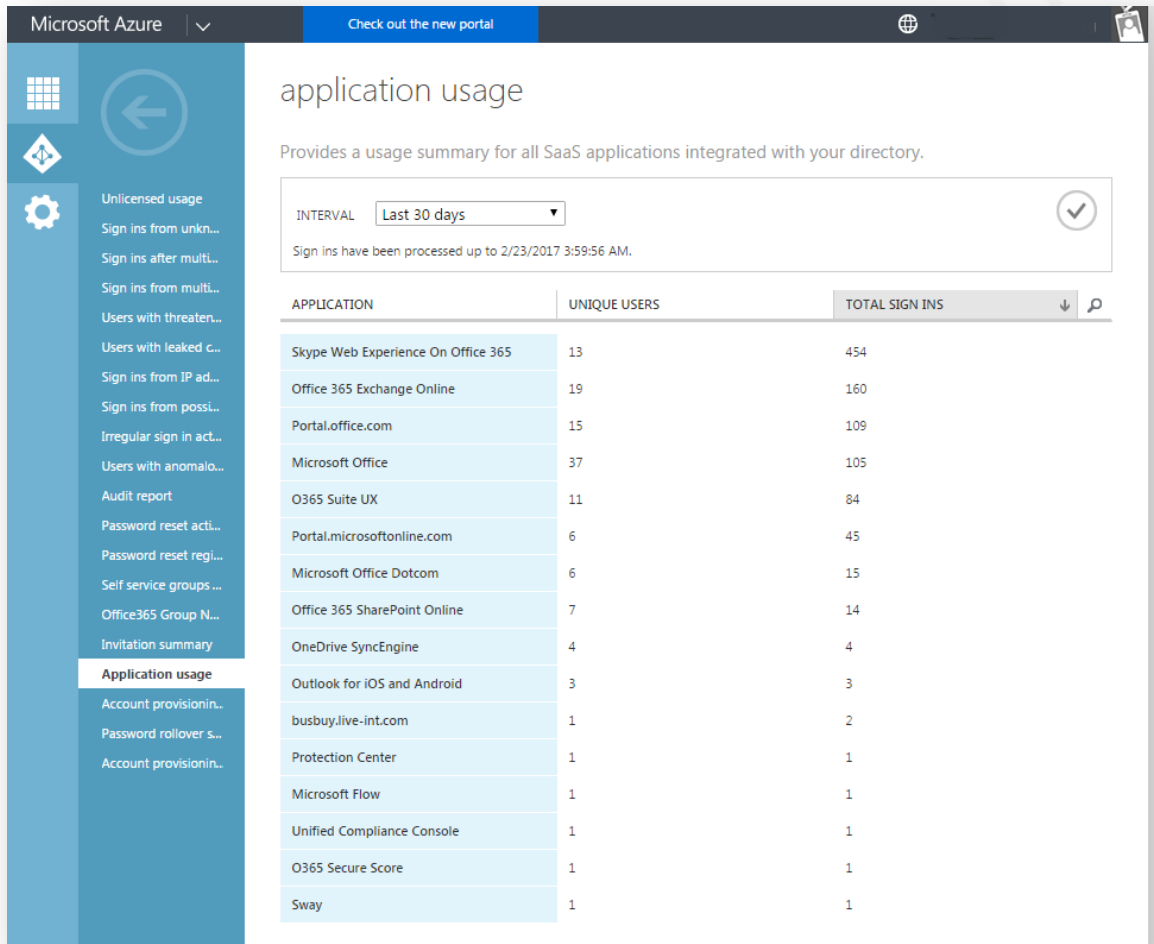 Microsoft Azure
Check out the new portal
application usage
Provides a usage summary for all SaaS applications integrated with your directory.
INTERVAL Last 30 days
Sign ins have been processed up to 2/23/2017 3:59:56 AM.
Unlicensed usage
Sign ins from unkn...
Sign ins after multi...
Sign ins from multi...
Users with threaten...
Users with leaked c...
Sign ins from IP ad...
Sign ins from possi...
Irregular sign in act...
Users with anomalo...
Audit report
Password reset acti...
Password reset regi...
Self service groups ...
Office365 Group N...
Invitation summary
Application usage
Account provisionin...
Password rollover s...
Account provisionin...
APPLICATION UNIQUE USERS TOTAL SIGN INS
Skype Web Experience On Office 365 13 454
Office 365 Exchange Online 19 160
Portal.office.com 15 109
Microsoft Office 37 105
O365 Suite UX 11 84
Portal.microsoftonline.com 6 45
Microsoft Office Dotcom 6 15
Office 365 SharePoint Online 7 14
OneDrive SyncEngine 4 4
Outlook for iOS and Android 3 3
busbuy.live-int.com 1 2
Protection Center 1 1
Microsoft Flow 1 1
Unified Compliance Console 1 1
O365 Secure Score 1 1
Sway 1 1